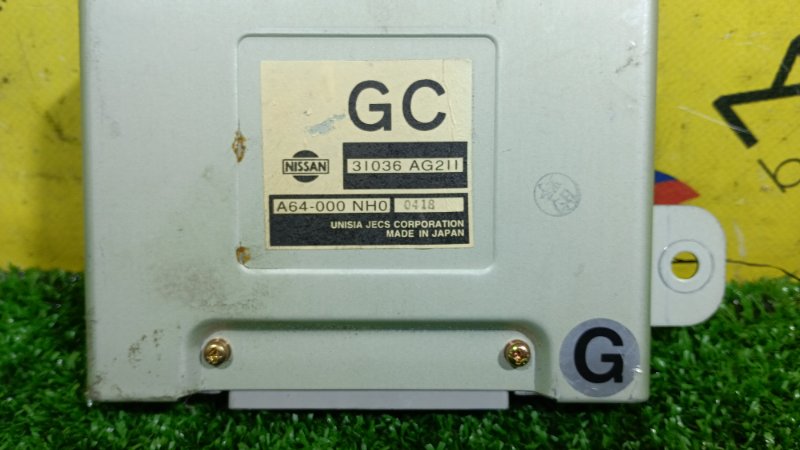 GC
NISSAN
31036 AG211
A64-000 NH0 0418
UNISIA JECS CORPORATION
MADE IN JAPAN
G